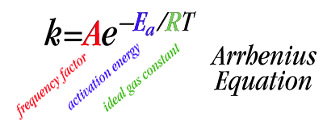 k=Ae^-Ea/RT
frequency factor
activation energy
ideal gas constant
Arrhenius
Equation